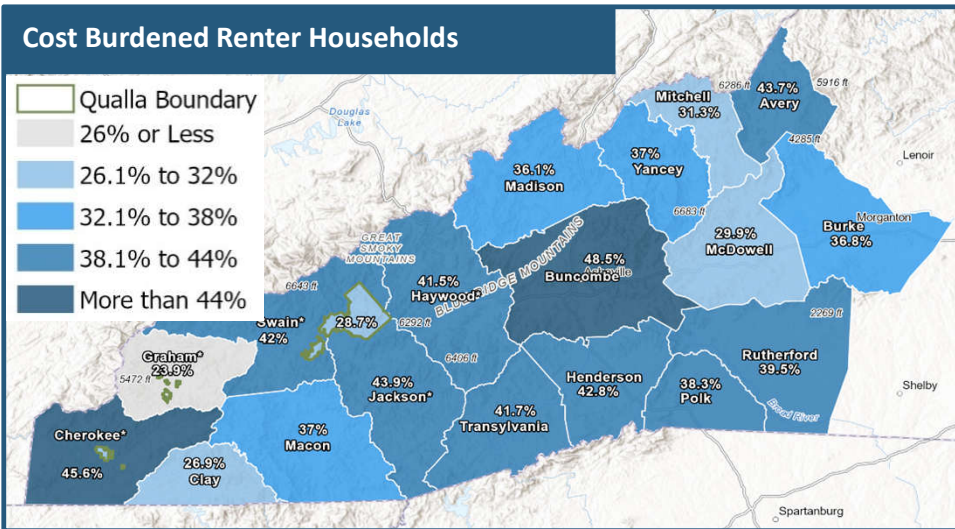 Cost Burdened Renter Households
Qualla Boundary
26% or Less
26.1% to 32%
32.1% to 38%
38.1% to 44%
More than 44%
Douglas
Lake
6286 ft
5916 ft
43.7%
Avery
Mitchell
31.3%
4285 ft
Lenoir
36.1%
Madison
37%
Yancey
6683 ft
29.9%
McDowell
Morganton
Burke
36.8%
GREAT
SMOKY
MOUNTAINS
BLUE RIDGE MOUNTAINS
48.5%
Buncombe
Asheville
41.5%
Haywood*
6643 ft
Swain*
42%
28.7%
6292 ft
2269 ft
Graham*
23.9%
5472 ft
6406 ft
43.9%
Jackson*
41.7%
Transylvania
Henderson
42.8%
38.3%
Polk
Rutherford
39.5%
Broad River
Shelby
Cherokee*
45.6%
26.9%
Clay
37%
Macon
Spartanburg